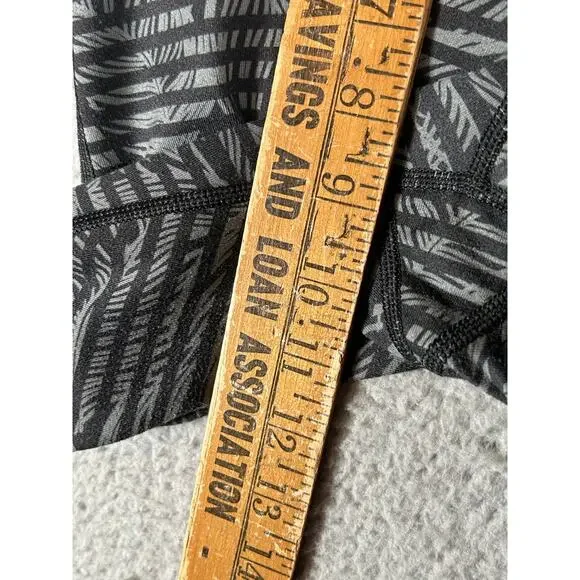 AVINGS AND LOAN ASSOCIATION -
7 8 9 10 11 12 13 14